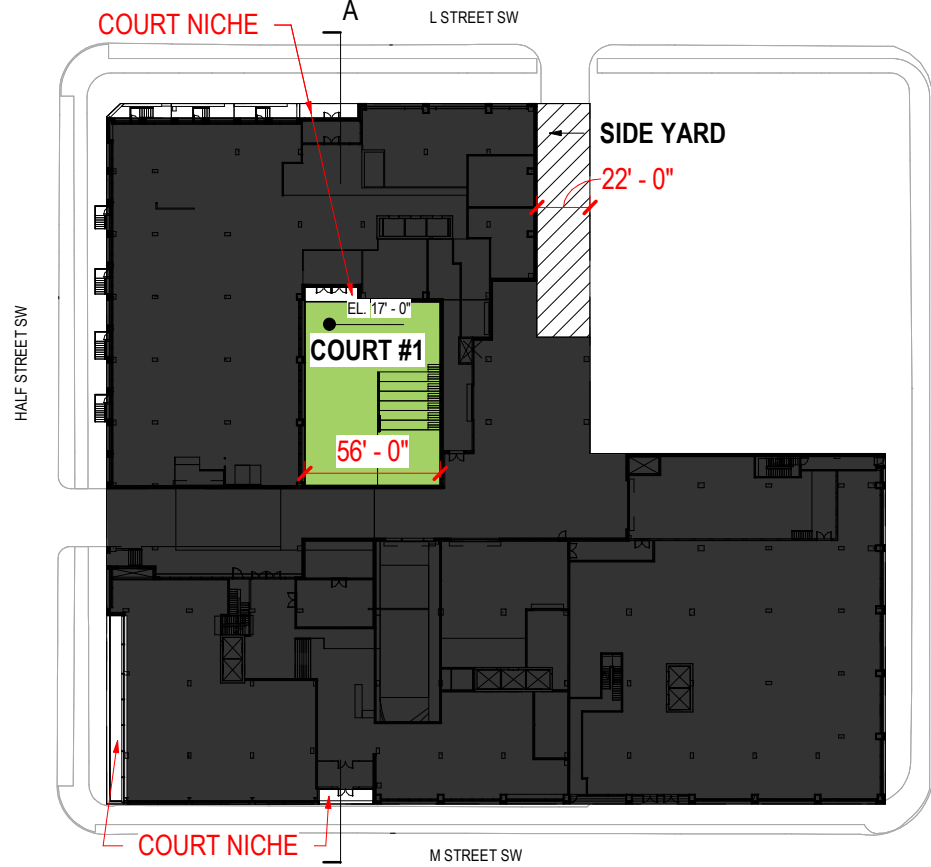 A
L STREET SW
COURT NICHE
SIDE YARD
22' - 0"
EL. 17' - 0"
COURT #1
HALF STREET SW
56' - 0"
COURT NICHE
M STREET SW